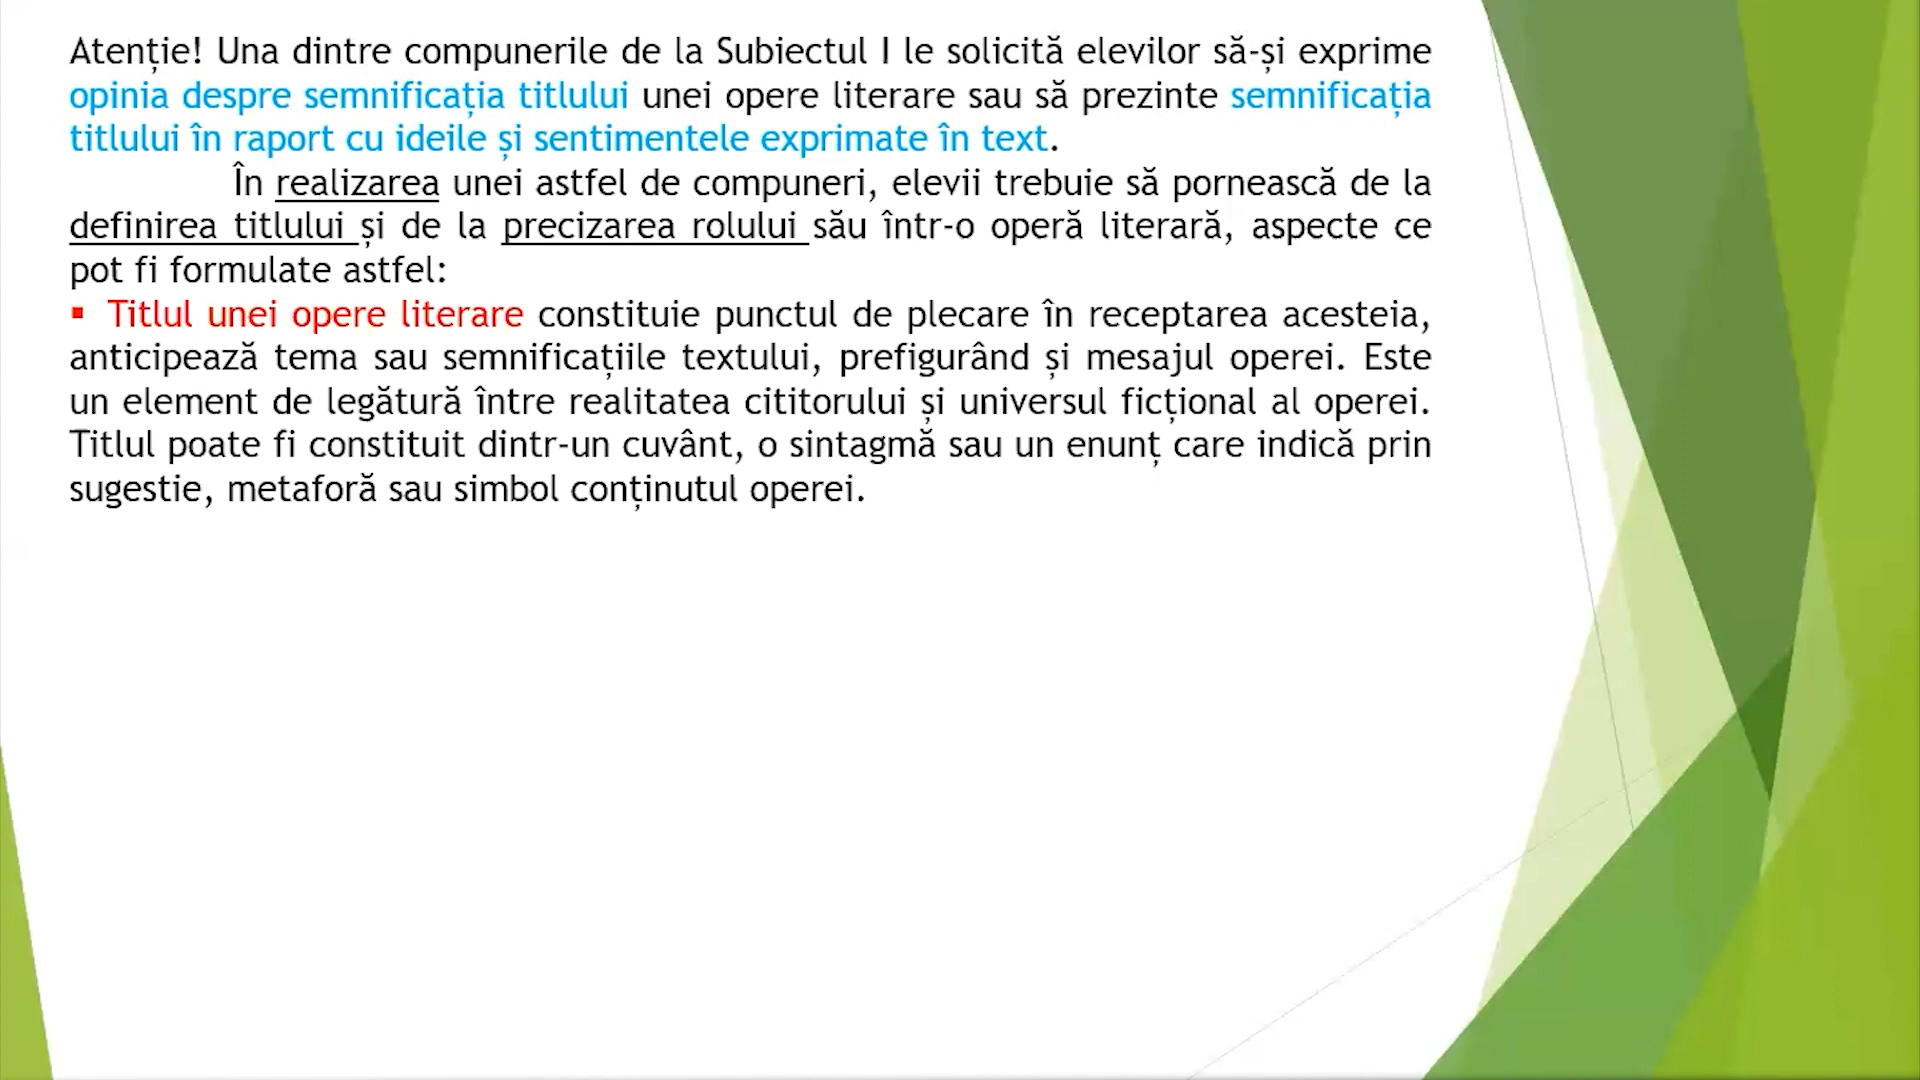 Atenție! Una dintre compunerile de la Subiectul I le solicită elevilor să-și exprime
opinia despre semnificația titlului unei opere literare sau să prezinte semnificația
titlului în raport cu ideile și sentimentele exprimate în text.
În realizarea unei astfel de compuneri, elevii trebuie să pornească de la
definirea titlului și de la precizarea rolului său într-o operă literară, aspecte ce
pot fi formulate astfel:
▪ Titlul unei opere literare constituie punctul de plecare în receptarea acesteia,
anticipează tema sau semnificațiile textului, prefigurând și mesajul operei. Este
un element de legătură între realitatea cititorului și universul ficțional al operei.
Titlul poate fi constituit dintr-un cuvânt, o sintagmă sau un enunț care indică prin
sugestie, metaforă sau simbol conținutul operei.